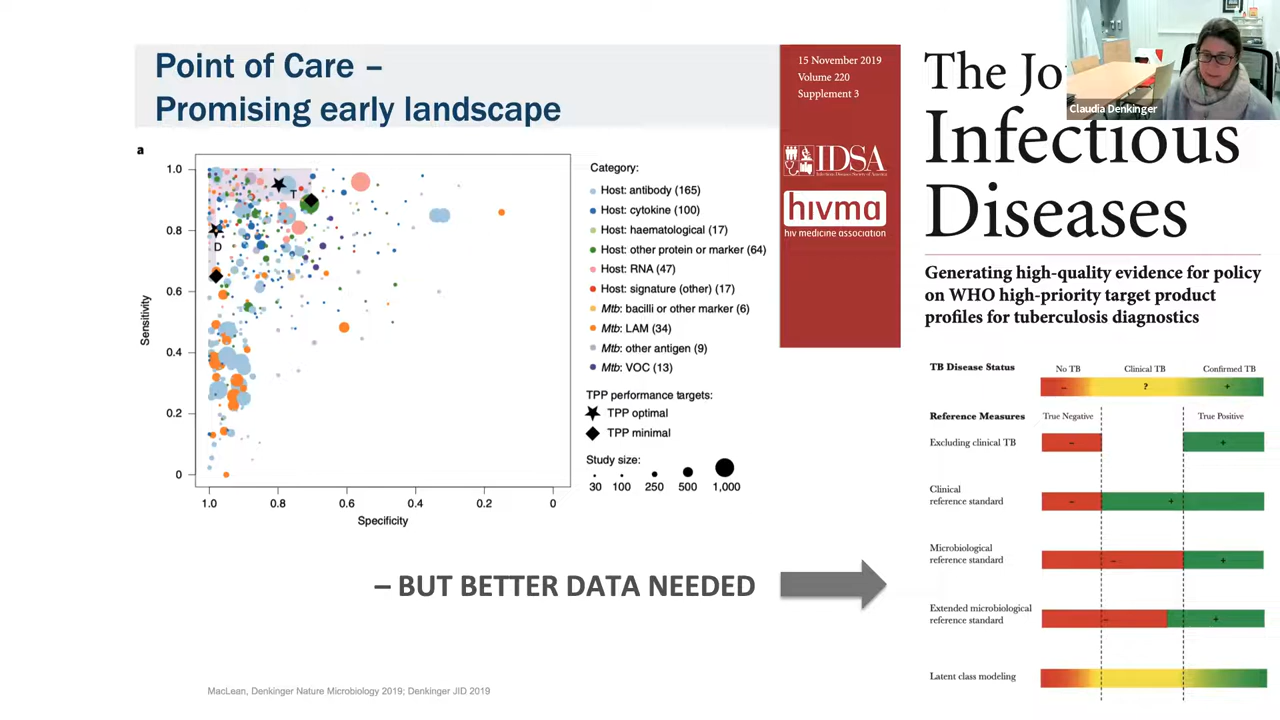 Point of Care –
Promising early landscape
a
1.0
0.8
0.6
0.4
0.2
0
Sensitivity
T
D
1.0
0.8
0.6
0.4
0.2
0
Specificity
Category:
Host: antibody (165)
Host: cytokine (100)
Host: haematological (17)
Host: other protein or marker (64)
Host: RNA (47)
Host: signature (other) (17)
Mtb: bacilli or other marker (6)
Mtb: LAM (34)
Mtb: other antigen (9)
Mtb: VOC (13)
TPP performance targets:
TPP optimal
TPP minimal
Study size:
30 100 250 500 1,000
– BUT BETTER DATA NEEDED
MacLean, Denkinger Nature Microbiology 2019; Denkinger JID 2019
15 November 2019
Volume 220
Supplement 3
IDSA
Infectious Diseases Society of America
hivma
hiv medicine association
The Jo
Claudia Denkinger
Infectious
Diseases
Generating high-quality evidence for policy
on WHO high-priority target product
profiles for tuberculosis diagnostics
TB Disease Status
No TB Clinical TB Confirmed TB
– ? +
Reference Measures
True Negative True Positive
Excluding clinical TB
– +
Clinical
reference standard
– +
Microbiological
reference standard
– +
Extended microbiological
reference standard
– +
Latent class modeling